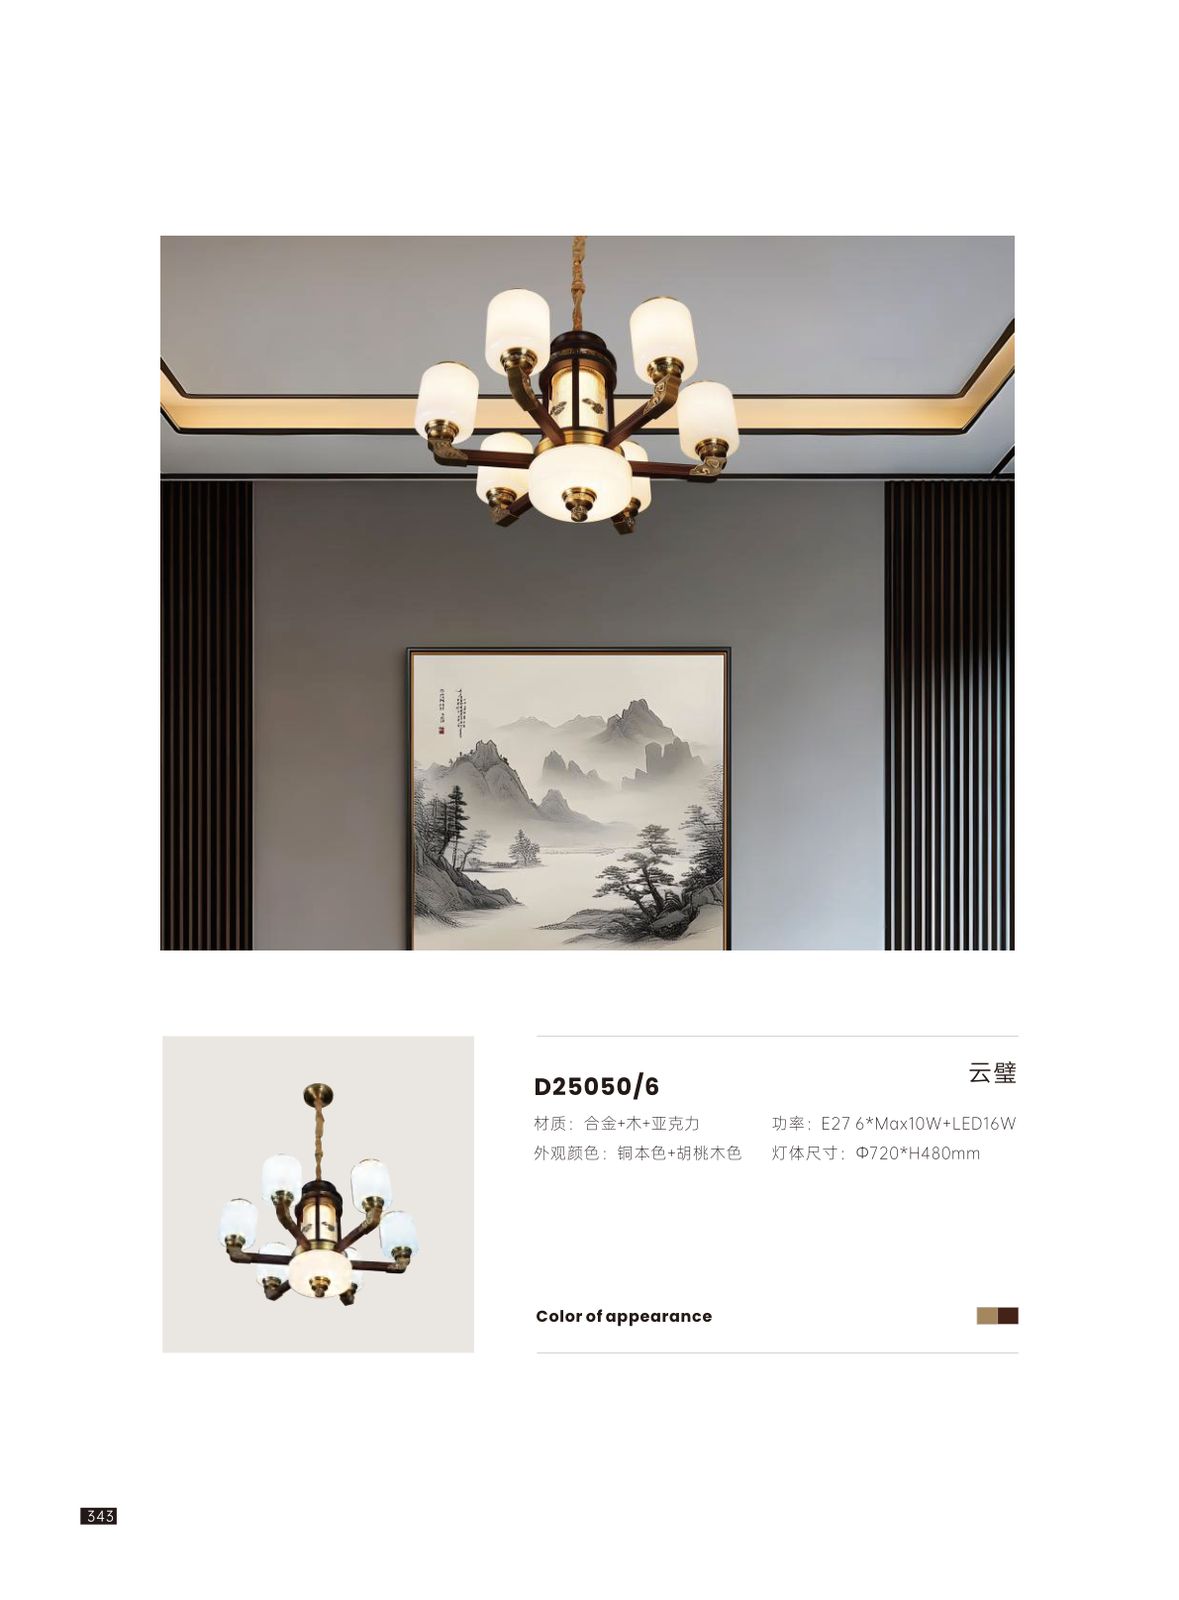 云璧
D25050/6
材质：合金+木+亚克力
功率：E27 6*Max10W+LED16W
外观颜色：铜本色+胡桃木色
灯体尺寸：Φ720*H480mm
Color of appearance
343